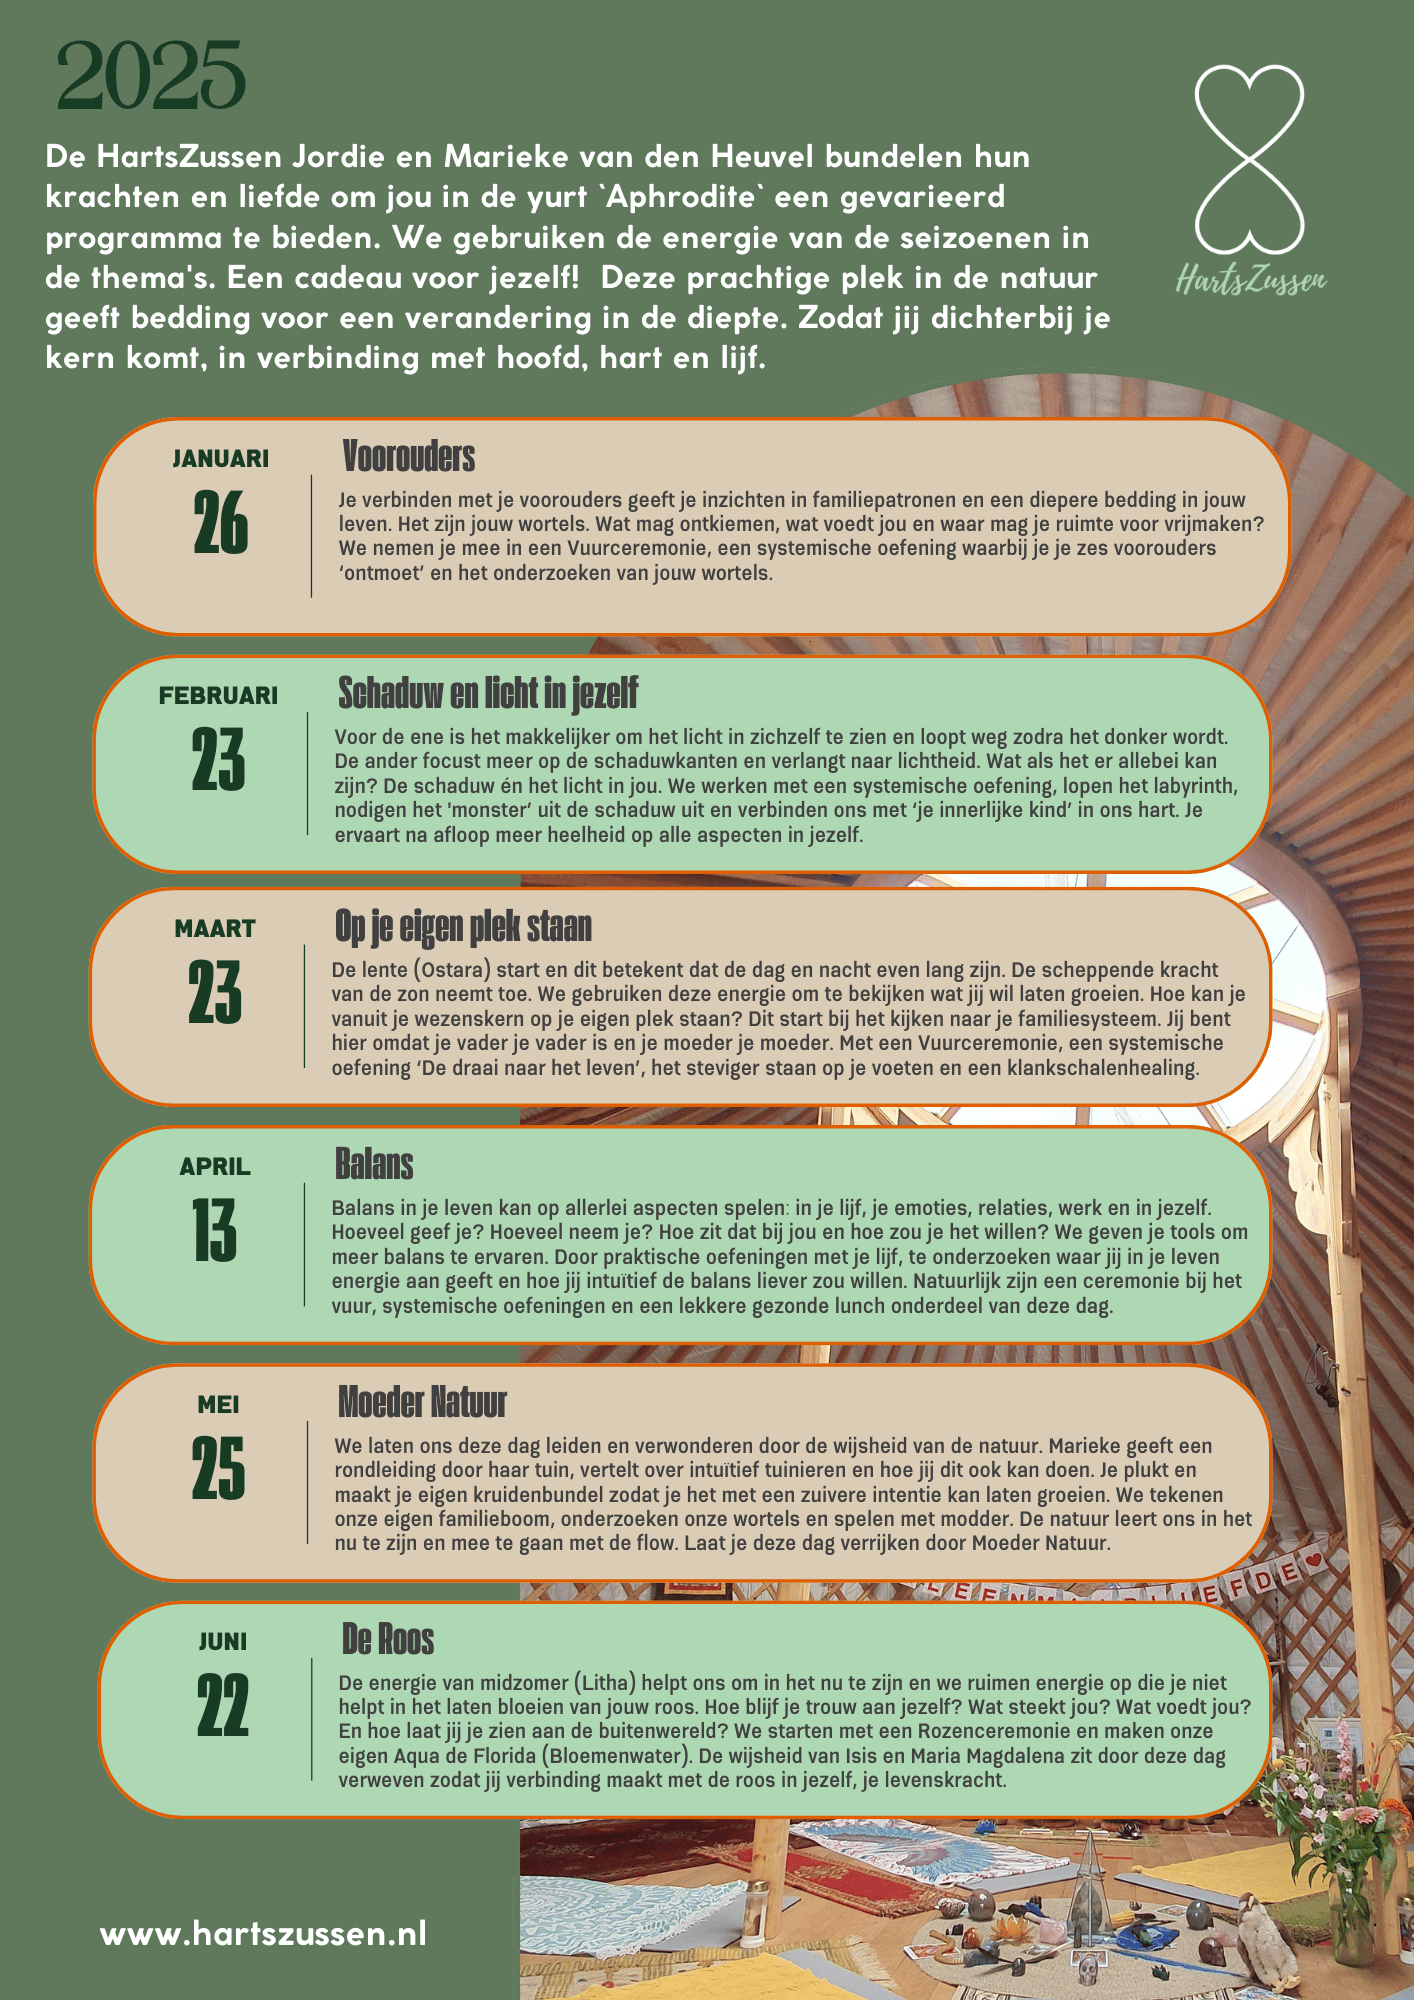 2025
De HartsZussen Jordie en Marieke van den Heuvel bundelen hun
krachten en liefde om jou in de yurt `Aphrodite` een gevarieerd
programma te bieden. We gebruiken de energie van de seizoenen in
de thema's. Een cadeau voor jezelf!  Deze prachtige plek in de natuur
geeft bedding voor een verandering in de diepte. Zodat jij dichterbij je
kern komt, in verbinding met hoofd, hart en lijf.
HartsZussen
JANUARI
26
Voorouders
Je verbinden met je voorouders geeft je inzichten in familiepatronen en een diepere bedding in jouw
leven. Het zijn jouw wortels. Wat mag ontkiemen, wat voedt jou en waar mag je ruimte voor vrijmaken?
We nemen je mee in een Vuurceremonie, een systemische oefening waarbij je je zes voorouders
‘ontmoet’ en het onderzoeken van jouw wortels.
FEBRUARI
23
Schaduw en licht in jezelf
Voor de ene is het makkelijker om het licht in zichzelf te zien en loopt weg zodra het donker wordt.
De ander focust meer op de schaduwkanten en verlangt naar lichtheid. Wat als het er allebei kan
zijn? De schaduw én het licht in jou. We werken met een systemische oefening, lopen het labyrinth,
nodigen het 'monster’ uit de schaduw uit en verbinden ons met ‘je innerlijke kind’ in ons hart. Je
ervaart na afloop meer heelheid op alle aspecten in jezelf.
MAART
23
Op je eigen plek staan
De lente (Ostara) start en dit betekent dat de dag en nacht even lang zijn. De scheppende kracht
van de zon neemt toe. We gebruiken deze energie om te bekijken wat jij wil laten groeien. Hoe kan je
vanuit je wezenskern op je eigen plek staan? Dit start bij het kijken naar je familiesysteem. Jij bent
hier omdat je vader je vader is en je moeder je moeder. Met een Vuurceremonie, een systemische
oefening ‘De draai naar het leven’, het steviger staan op je voeten en een klankschalenhealing.
APRIL
13
Balans
Balans in je leven kan op allerlei aspecten spelen: in je lijf, je emoties, relaties, werk en in jezelf.
Hoeveel geef je? Hoeveel neem je? Hoe zit dat bij jou en hoe zou je het willen? We geven je tools om
meer balans te ervaren. Door praktische oefeningen met je lijf, te onderzoeken waar jij in je leven
energie aan geeft en hoe jij intuïtief de balans liever zou willen. Natuurlijk zijn een ceremonie bij het
vuur, systemische oefeningen en een lekkere gezonde lunch onderdeel van deze dag.
MEI
25
Moeder Natuur
We laten ons deze dag leiden en verwonderen door de wijsheid van de natuur. Marieke geeft een
rondleiding door haar tuin, vertelt over intuïtief tuinieren en hoe jij dit ook kan doen. Je plukt en
maakt je eigen kruidenbundel zodat je het met een zuivere intentie kan laten groeien. We tekenen
onze eigen familieboom, onderzoeken onze wortels en spelen met modder. De natuur leert ons in het
nu te zijn en mee te gaan met de flow. Laat je deze dag verrijken door Moeder Natuur.
LIEFDE
JUNI
22
De Roos
De energie van midzomer (Litha) helpt ons om in het nu te zijn en we ruimen energie op die je niet
helpt in het laten bloeien van jouw roos. Hoe blijf je trouw aan jezelf? Wat steekt jou? Wat voedt jou?
En hoe laat jij je zien aan de buitenwereld? We starten met een Rozenceremonie en maken onze
eigen Aqua de Florida (Bloemenwater). De wijsheid van Isis en Maria Magdalena zit door deze dag
verweven zodat jij verbinding maakt met de roos in jezelf, je levenskracht.
www.hartszussen.nl